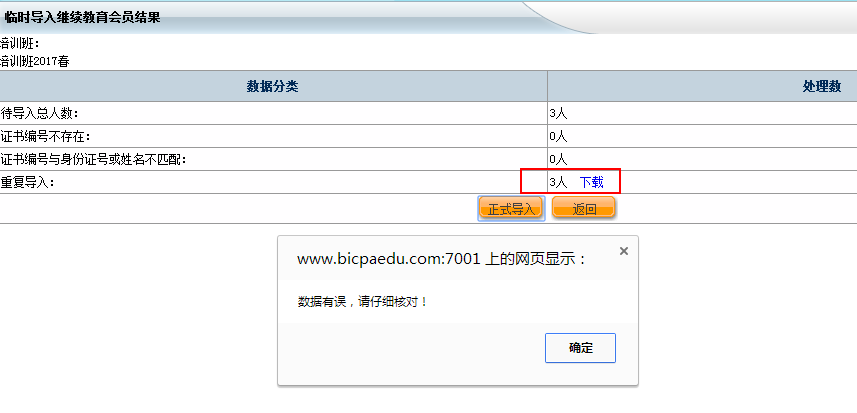 临时导入继续教育会员结果
培训班：
培训班2017春
数据分类 处理数
待导入总人数： 3人
证书编号不存在： 0人
证书编号与身份证号或姓名不匹配： 0人
重复导入： 3人 下载
正式导入 返回
www.bicpaedu.com:7001 上的网页显示：
×
数据有误，请仔细核对！
确定